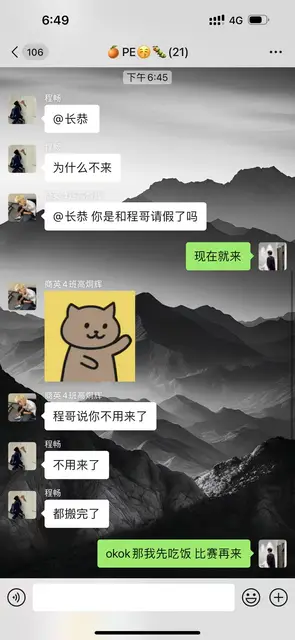 6:49
4G
106
🍊 PE😚🐛(21)
下午 6:45
程畅
@长恭
程畅
为什么不来
@长恭 你是和程哥请假了吗
现在就来
商英4班高炯辉
商英4班高炯辉
程哥说你不用来了
程畅
不用来了
程畅
都搬完了
okok那我先吃饭 比赛再来